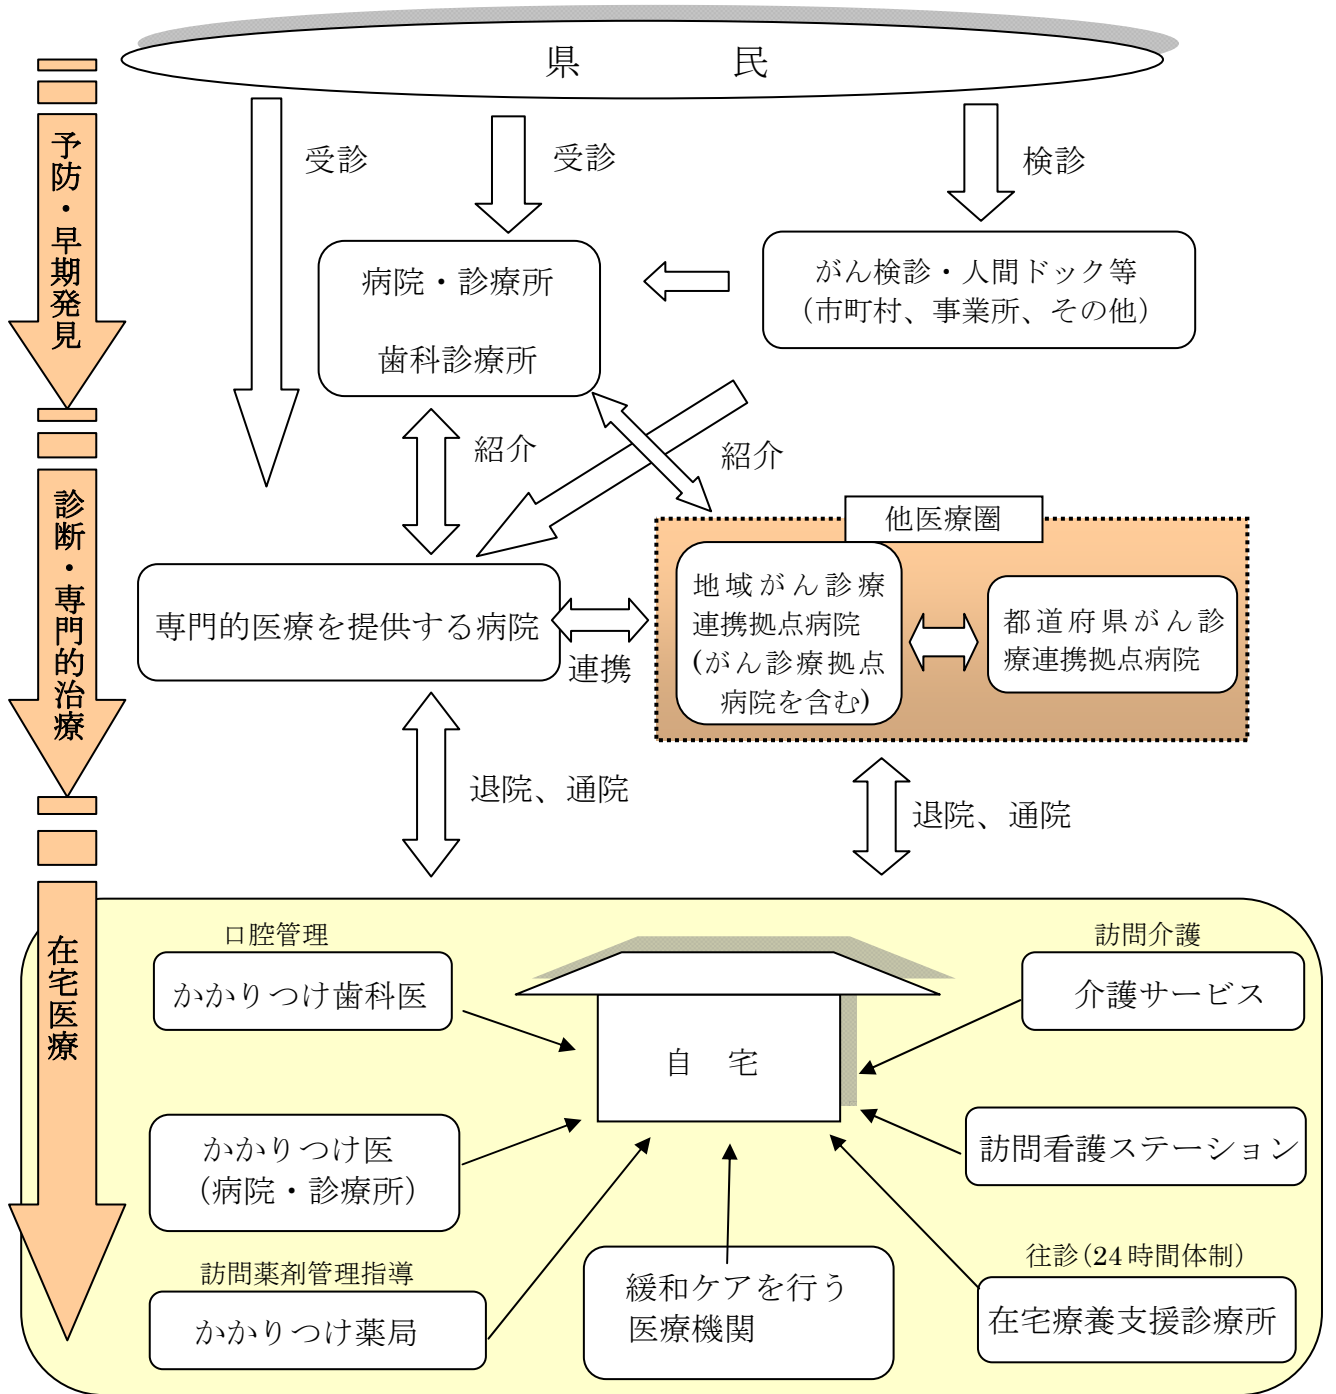 県　民
予防・早期発見
受診
受診
検診
病院・診療所
歯科診療所
がん検診・人間ドック等
（市町村、事業所、その他）
紹介
紹介
診断・専門的治療
他医療圏
専門的医療を提供する病院
連携
地域がん診療
連携拠点病院
(がん診療拠点
病院を含む)
都道府県がん診
療連携拠点病院
退院、通院
退院、通院
在宅医療
口腔管理
かかりつけ歯科医
訪問介護
介護サービス
自　宅
かかりつけ医
（病院・診療所）
訪問看護ステーション
訪問薬剤管理指導
かかりつけ薬局
緩和ケアを行う
医療機関
往診（24時間体制）
在宅療養支援診療所